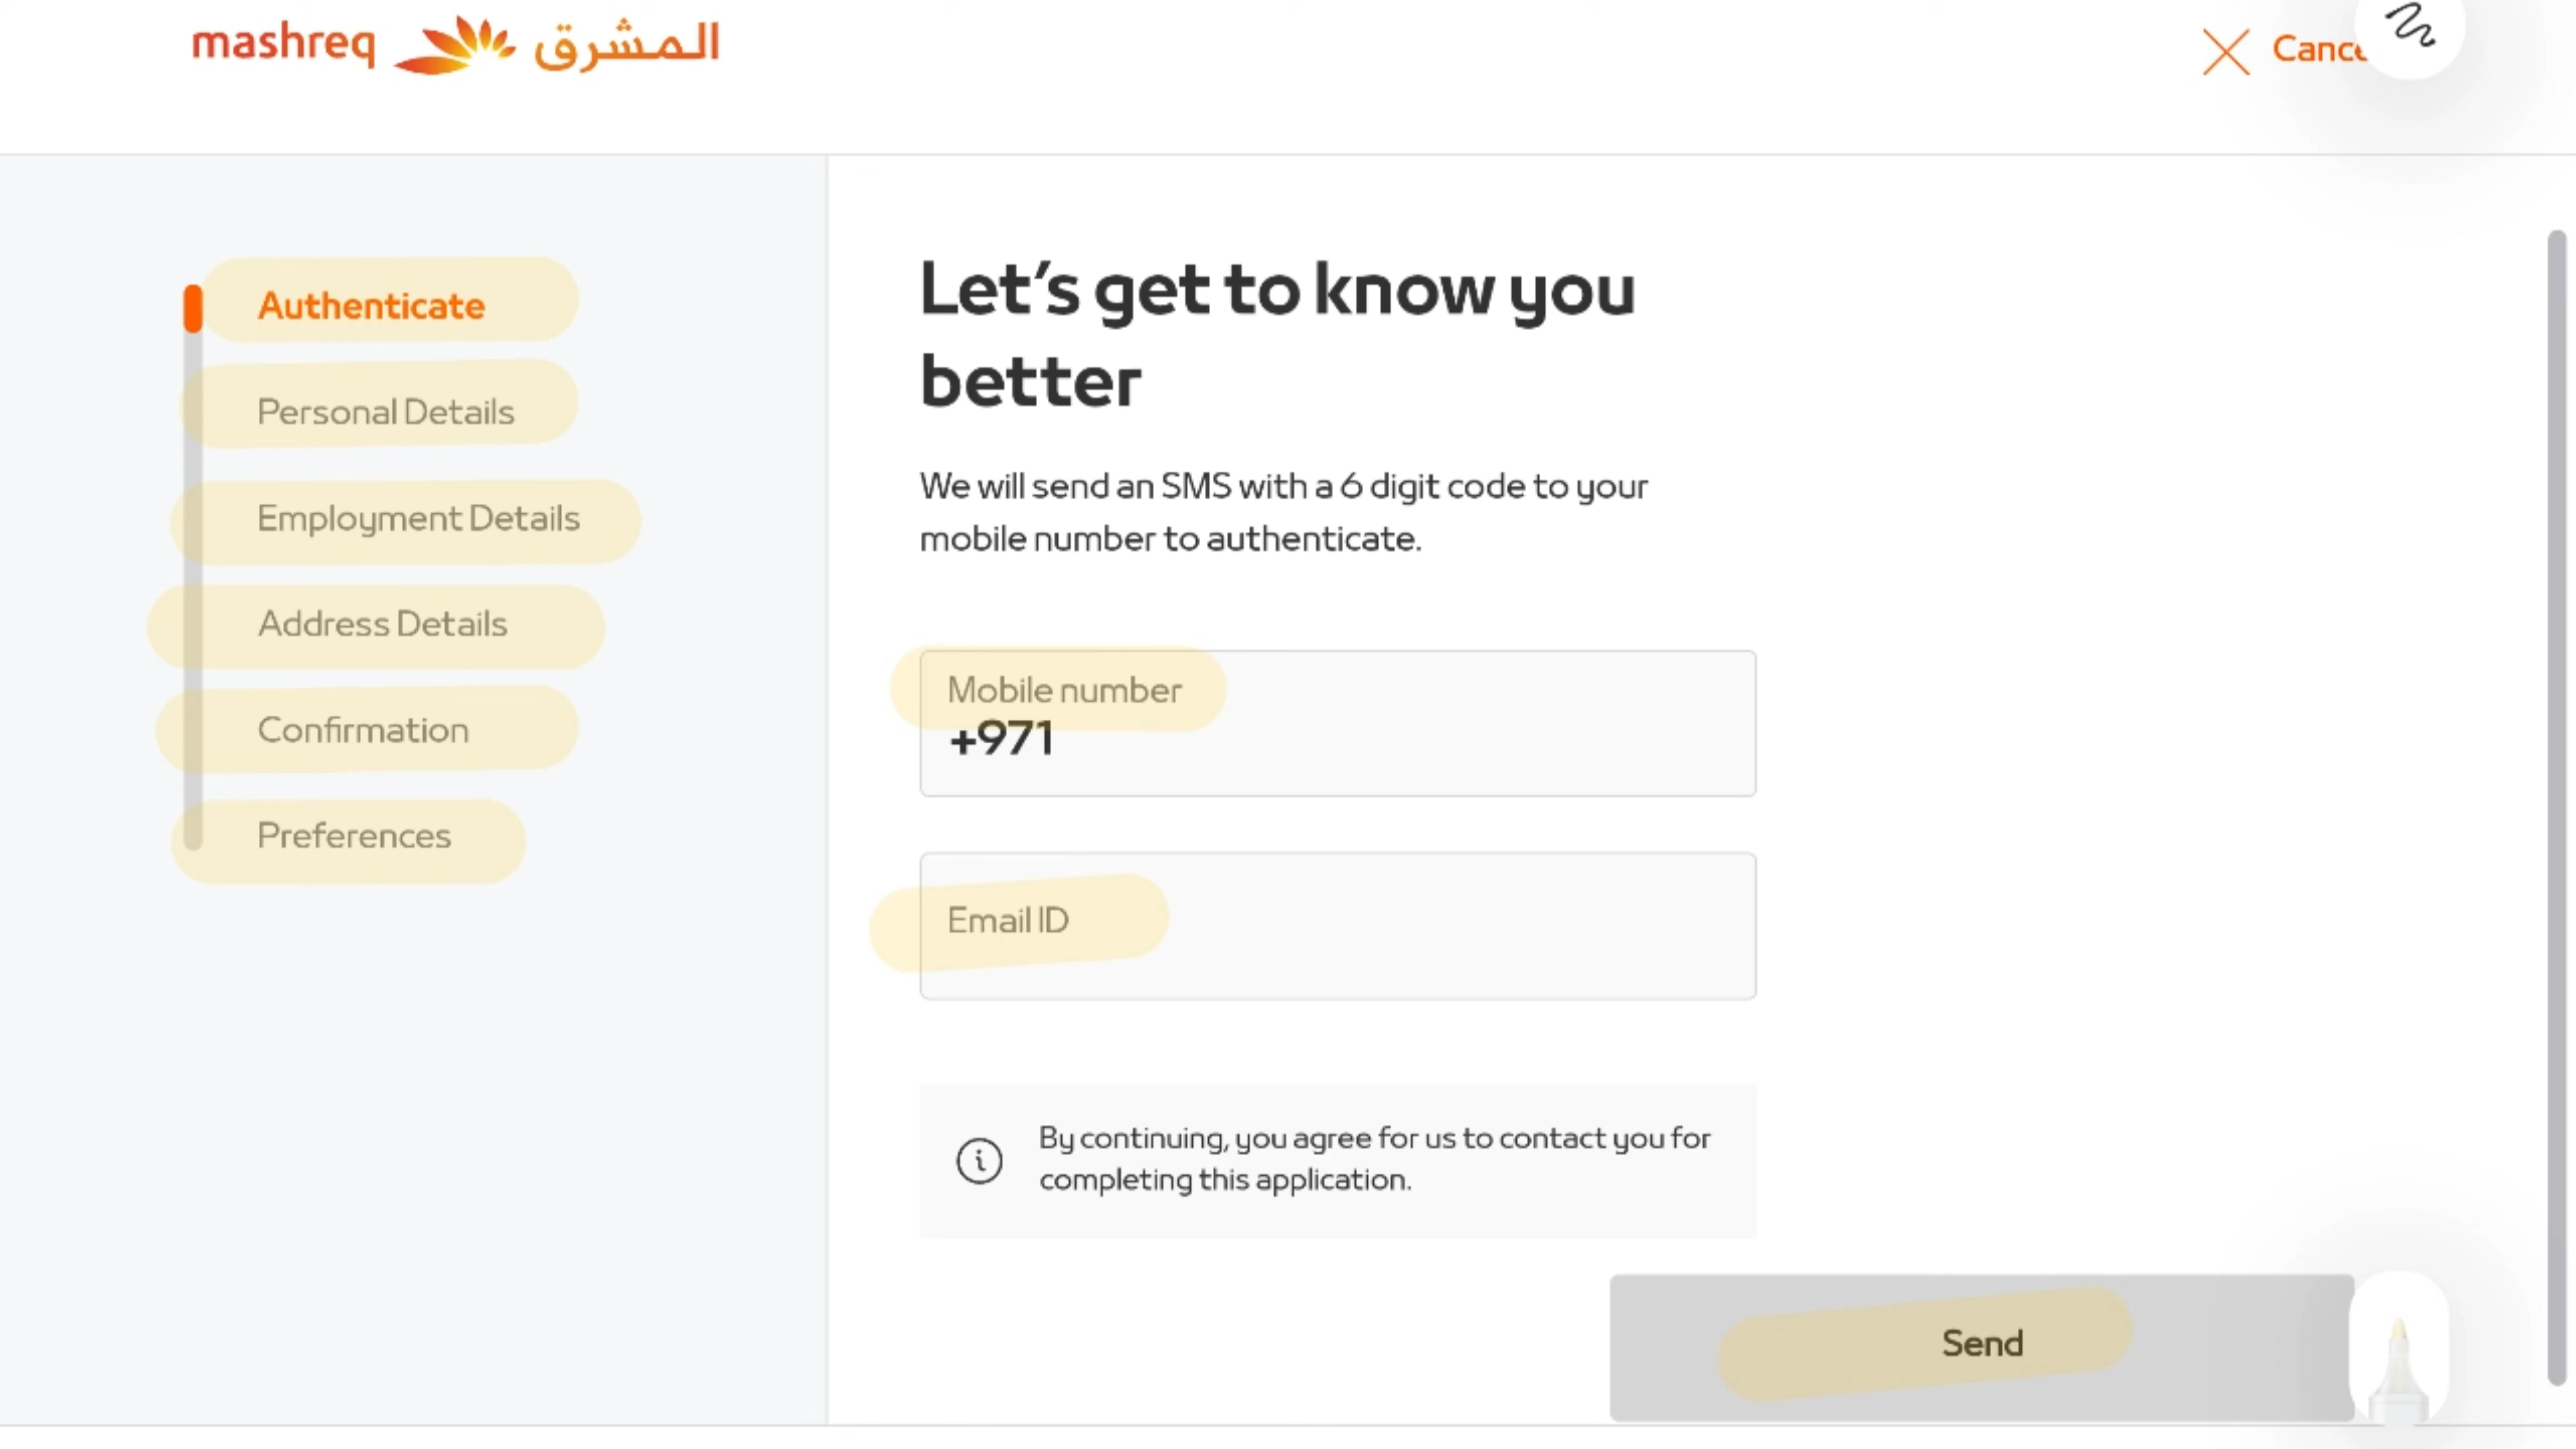 mashreq المشرق
Authenticate
Personal Details
Employment Details
Address Details
Confirmation
Preferences
Let's get to know you
better
We will send an SMS with a 6 digit code to your
mobile number to authenticate.
Mobile number
+971
Email ID
By continuing, you agree for us to contact you for
completing this application.
Send